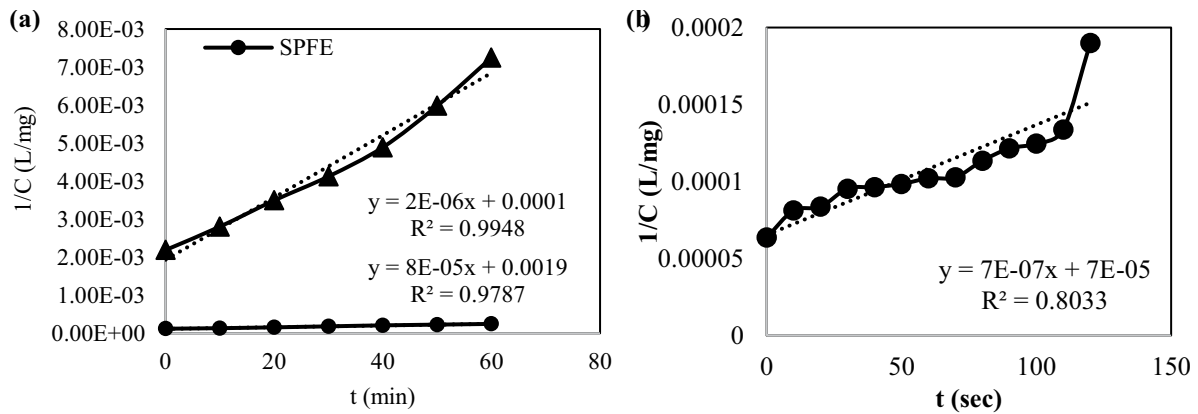 (a)
8.00E-03
7.00E-03
6.00E-03
5.00E-03
4.00E-03
3.00E-03
2.00E-03
1.00E-03
0.00E+00
1/C (L/mg)
SPFE
y = 2E-06x + 0.0001
R² = 0.9948
y = 8E-05x + 0.0019
R² = 0.9787
0 20 40 60 80
t (min)
(b)
0.0002
0.00015
0.0001
0.00005
0
1/C (L/mg)
y = 7E-07x + 7E-05
R² = 0.8033
0 50 100 150
t (sec)